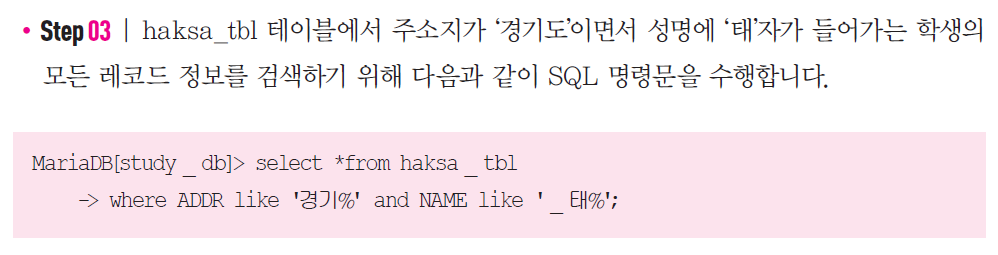 • Step 03 | haksa_tbl 테이블에서 주소지가 ‘경기도’이면서 성명에 ‘태’자가 들어가는 학생의
모든 레코드 정보를 검색하기 위해 다음과 같이 SQL 명령문을 수행합니다.
MariaDB[study _ db]> select *from haksa _ tbl
-> where ADDR like '경기%' and NAME like ' _ 태%';